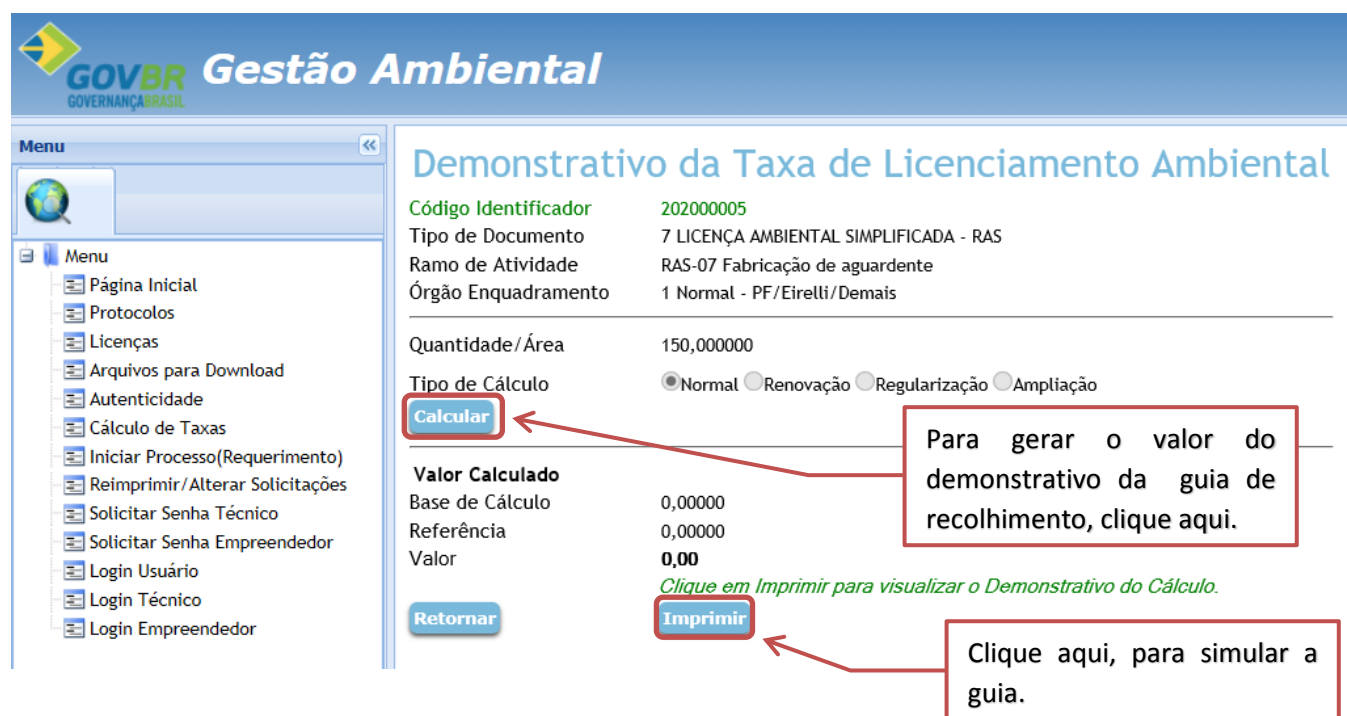 GOVBR Gestão Ambiental
GOVERNANÇABRASIL
Menu
Menu
Página Inicial
Protocolos
Licenças
Arquivos para Download
Autenticidade
Cálculo de Taxas
Iniciar Processo(Requerimento)
Reimprimir/Alterar Solicitações
Solicitar Senha Técnico
Solicitar Senha Empreendedor
Login Usuário
Login Técnico
Login Empreendedor
Demonstrativo da Taxa de Licenciamento Ambiental
Código Identificador 202000005
Tipo de Documento 7 LICENÇA AMBIENTAL SIMPLIFICADA - RAS
Ramo de Atividade RAS-07 Fabricação de aguardente
Órgão Enquadramento 1 Normal - PF/Eirelli/Demais
Quantidade/Área 150,000000
Tipo de Cálculo Normal Renovação Regularização Ampliação
Calcular
Para gerar o valor do
demonstrativo da guia de
recolhimento, clique aqui.
Valor Calculado
Base de Cálculo 0,00000
Referência 0,00000
Valor 0,00
Clique em Imprimir para visualizar o Demonstrativo do Cálculo.
Retornar Imprimir
Clique aqui, para simular a
guia.